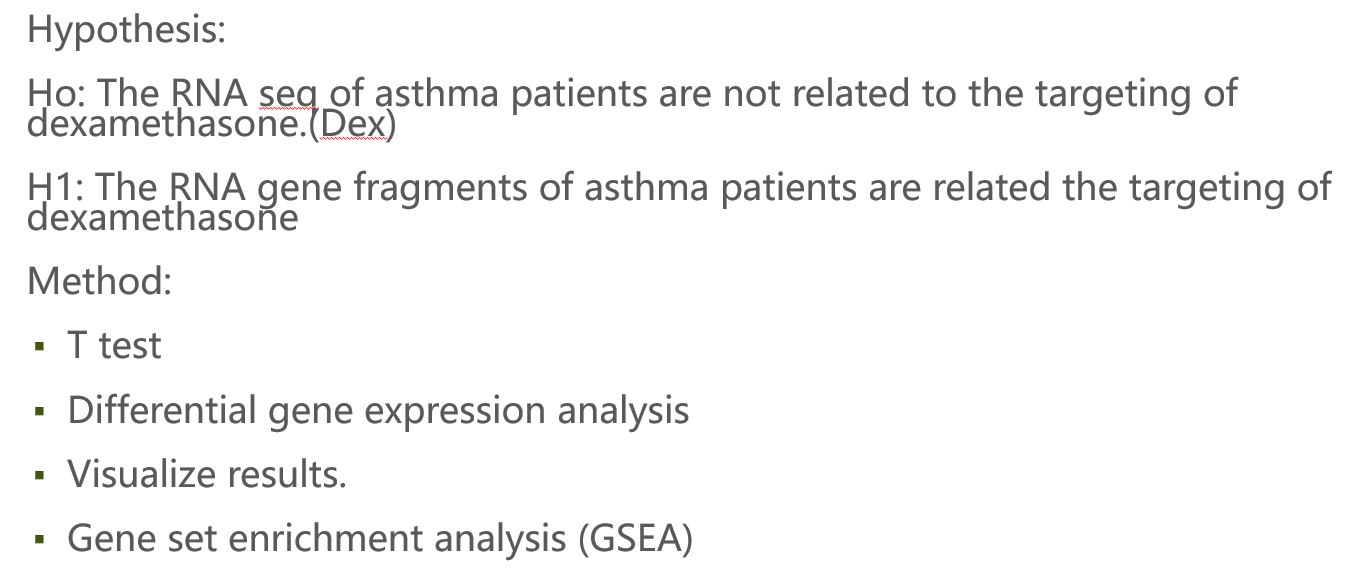 Hypothesis:
Ho: The RNA seq of asthma patients are not related to the targeting of
dexamethasone.(Dex)
H1: The RNA gene fragments of asthma patients are related the targeting of
dexamethasone
Method:
▪ T test
▪ Differential gene expression analysis
▪ Visualize results.
▪ Gene set enrichment analysis (GSEA)